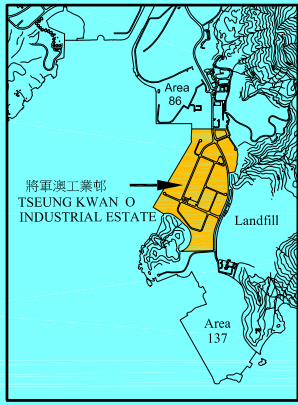 Area
86
將軍澳工業邨
TSEUNG KWAN O
INDUSTRIAL ESTATE
Landfill
Area
137